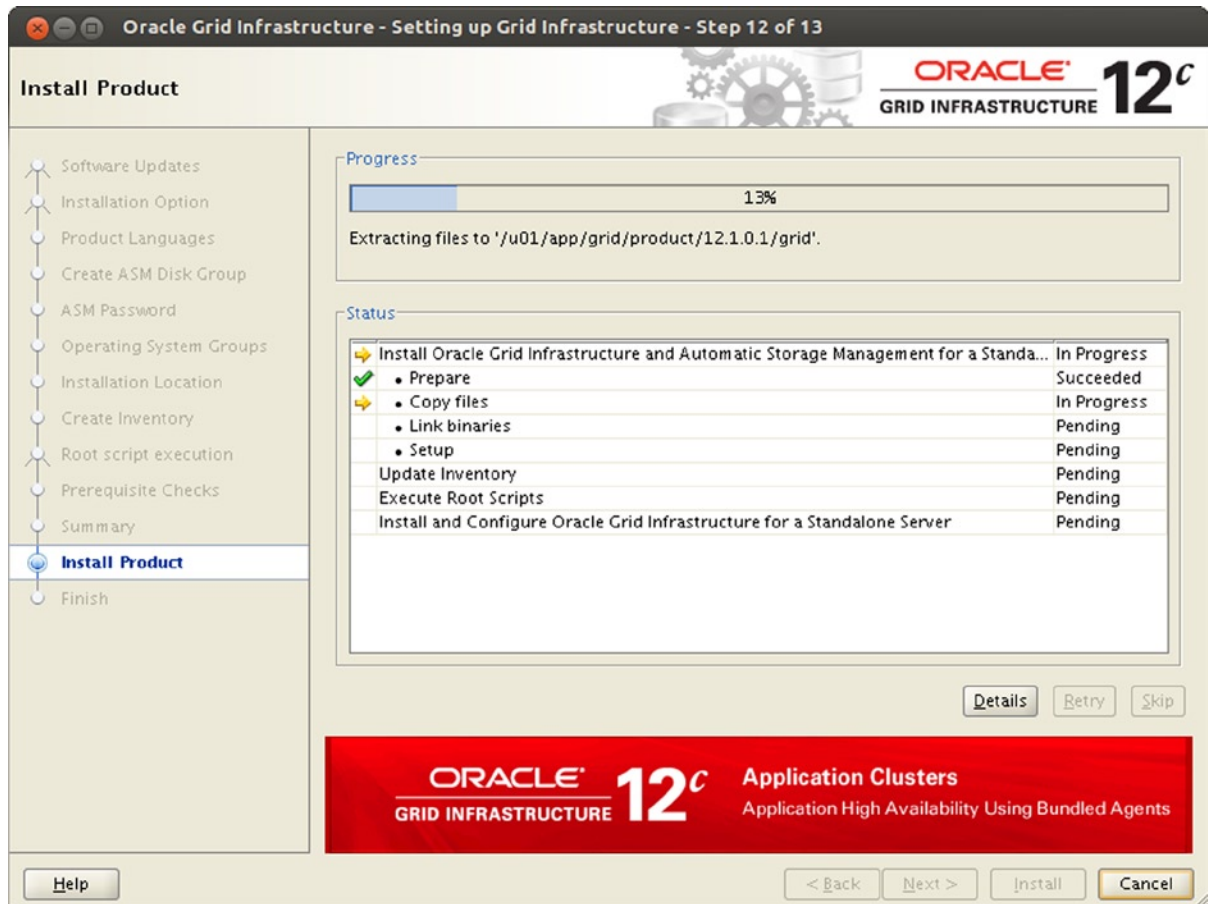 Oracle Grid Infrastructure - Setting up Grid Infrastructure - Step 12 of 13
Install Product
ORACLE
GRID INFRASTRUCTURE
12c
Software Updates
Installation Option
Product Languages
Create ASM Disk Group
ASM Password
Operating System Groups
Installation Location
Create Inventory
Root script execution
Prerequisite Checks
Summary
Install Product
Finish
Progress
13%
Extracting files to '/u01/app/grid/product/12.1.0.1/grid'.
Status
Install Oracle Grid Infrastructure and Automatic Storage Management for a Standa... In Progress
• Prepare Succeeded
• Copy files In Progress
• Link binaries Pending
• Setup Pending
Update Inventory Pending
Execute Root Scripts Pending
Install and Configure Oracle Grid Infrastructure for a Standalone Server Pending
Details Retry Skip
ORACLE
GRID INFRASTRUCTURE
12c
Application Clusters
Application High Availability Using Bundled Agents
Help < Back Next > Install Cancel